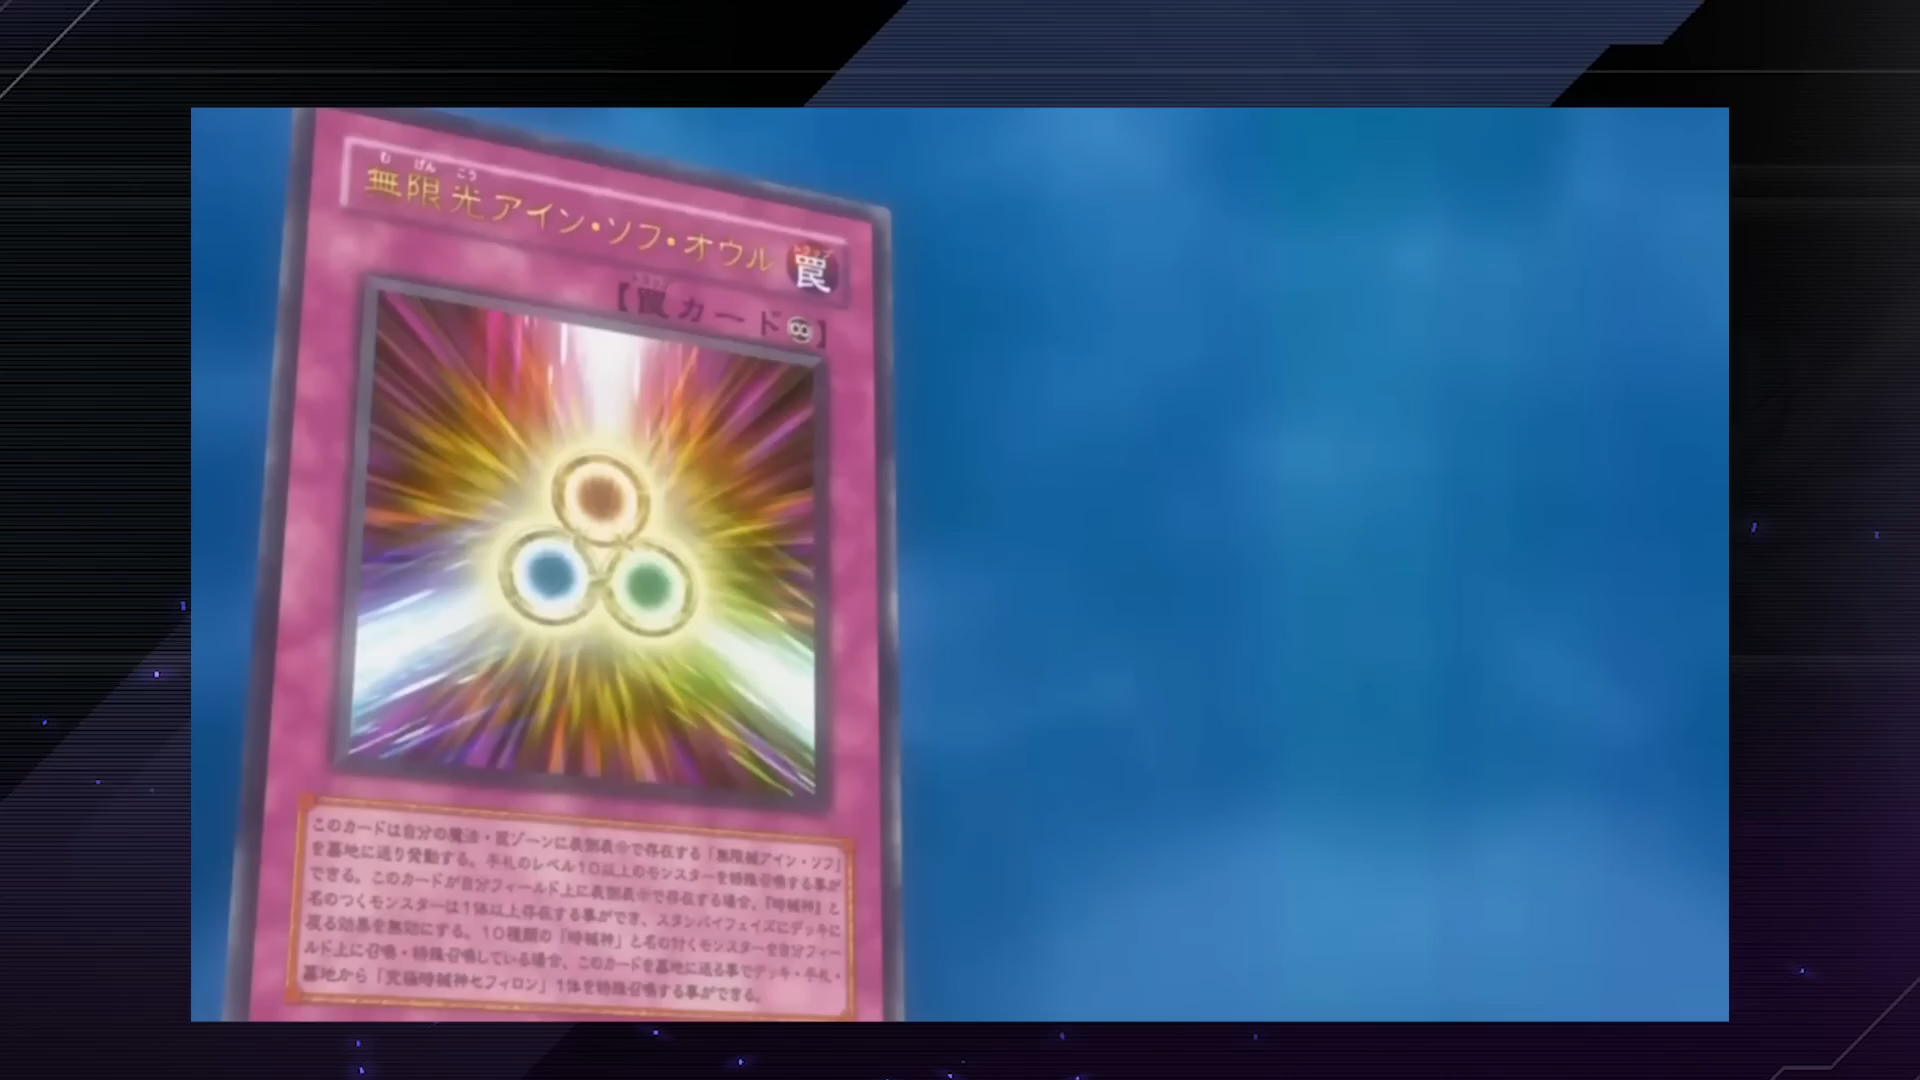 む げん こう
無限光アイン・ソフ・オウル
トラップ
罠
【罠カード∞】
このカードは自分の魔法・罠ゾーンに表側表示で存在する「無限械アイン・ソフ」
を墓地に送り発動する。手札のレベル10以上のモンスターを特殊召喚する事が
できる。このカードが自分フィールド上に表側表示で存在する場合、「時械神」と
名のつくモンスターは1体以上存在する事ができ、スタンバイフェイズにデッキに
戻る効果を無効にする。10種類の「時械神」と名の付くモンスターを自分フィー
ルド上に召喚・特殊召喚している場合、このカードを墓地に送る事でデッキ・手札・
墓地から「究極時械神セフィロン」1体を特殊召喚する事ができる。